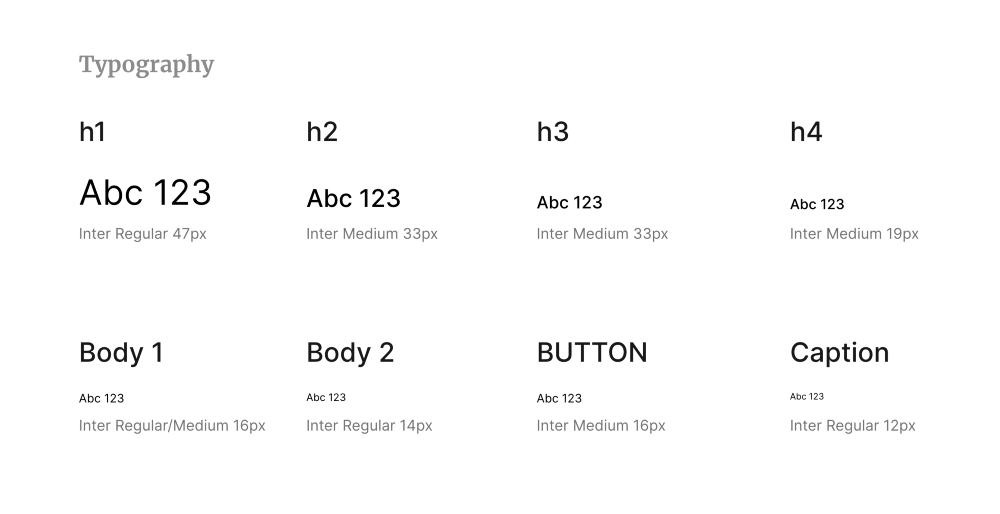 Typography
h1
Abc 123
Inter Regular 47px
h2
Abc 123
Inter Medium 33px
h3
Abc 123
Inter Medium 33px
h4
Abc 123
Inter Medium 19px
Body 1
Abc 123
Inter Regular/Medium 16px
Body 2
Abc 123
Inter Regular 14px
BUTTON
Abc 123
Inter Medium 16px
Caption
Abc 123
Inter Regular 12px